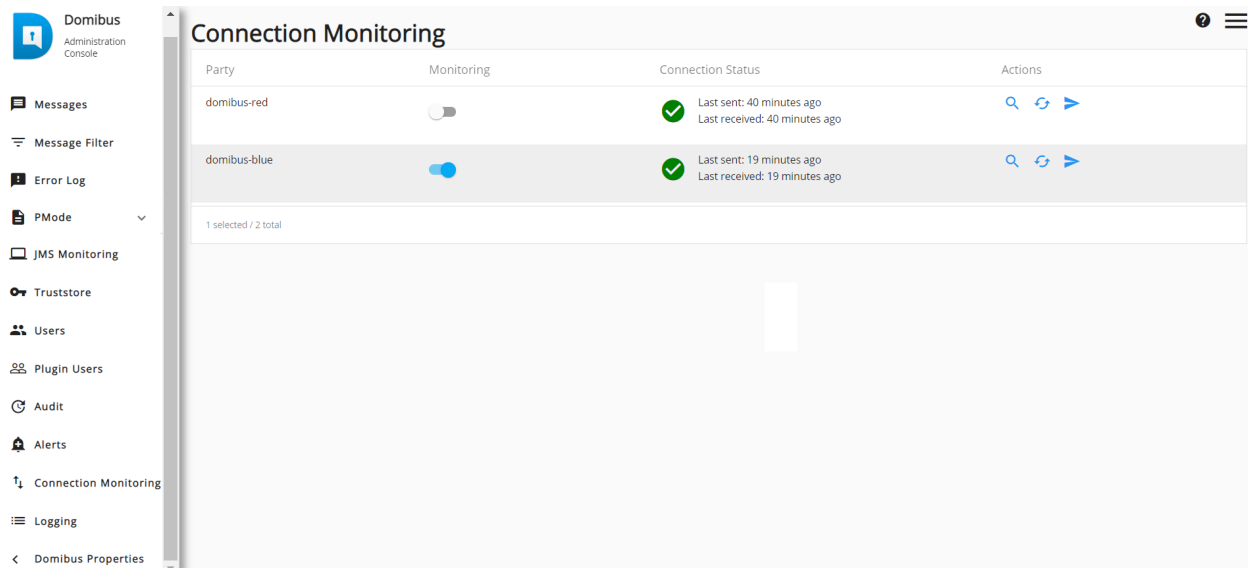 Domibus
Administration
Console
Messages
Message Filter
Error Log
PMode
JMS Monitoring
Truststore
Users
Plugin Users
Audit
Alerts
Connection Monitoring
Logging
Domibus Properties
Connection Monitoring
Party Monitoring Connection Status Actions
domibus-red
Last sent: 40 minutes ago
Last received: 40 minutes ago
domibus-blue
Last sent: 19 minutes ago
Last received: 19 minutes ago
1 selected / 2 total